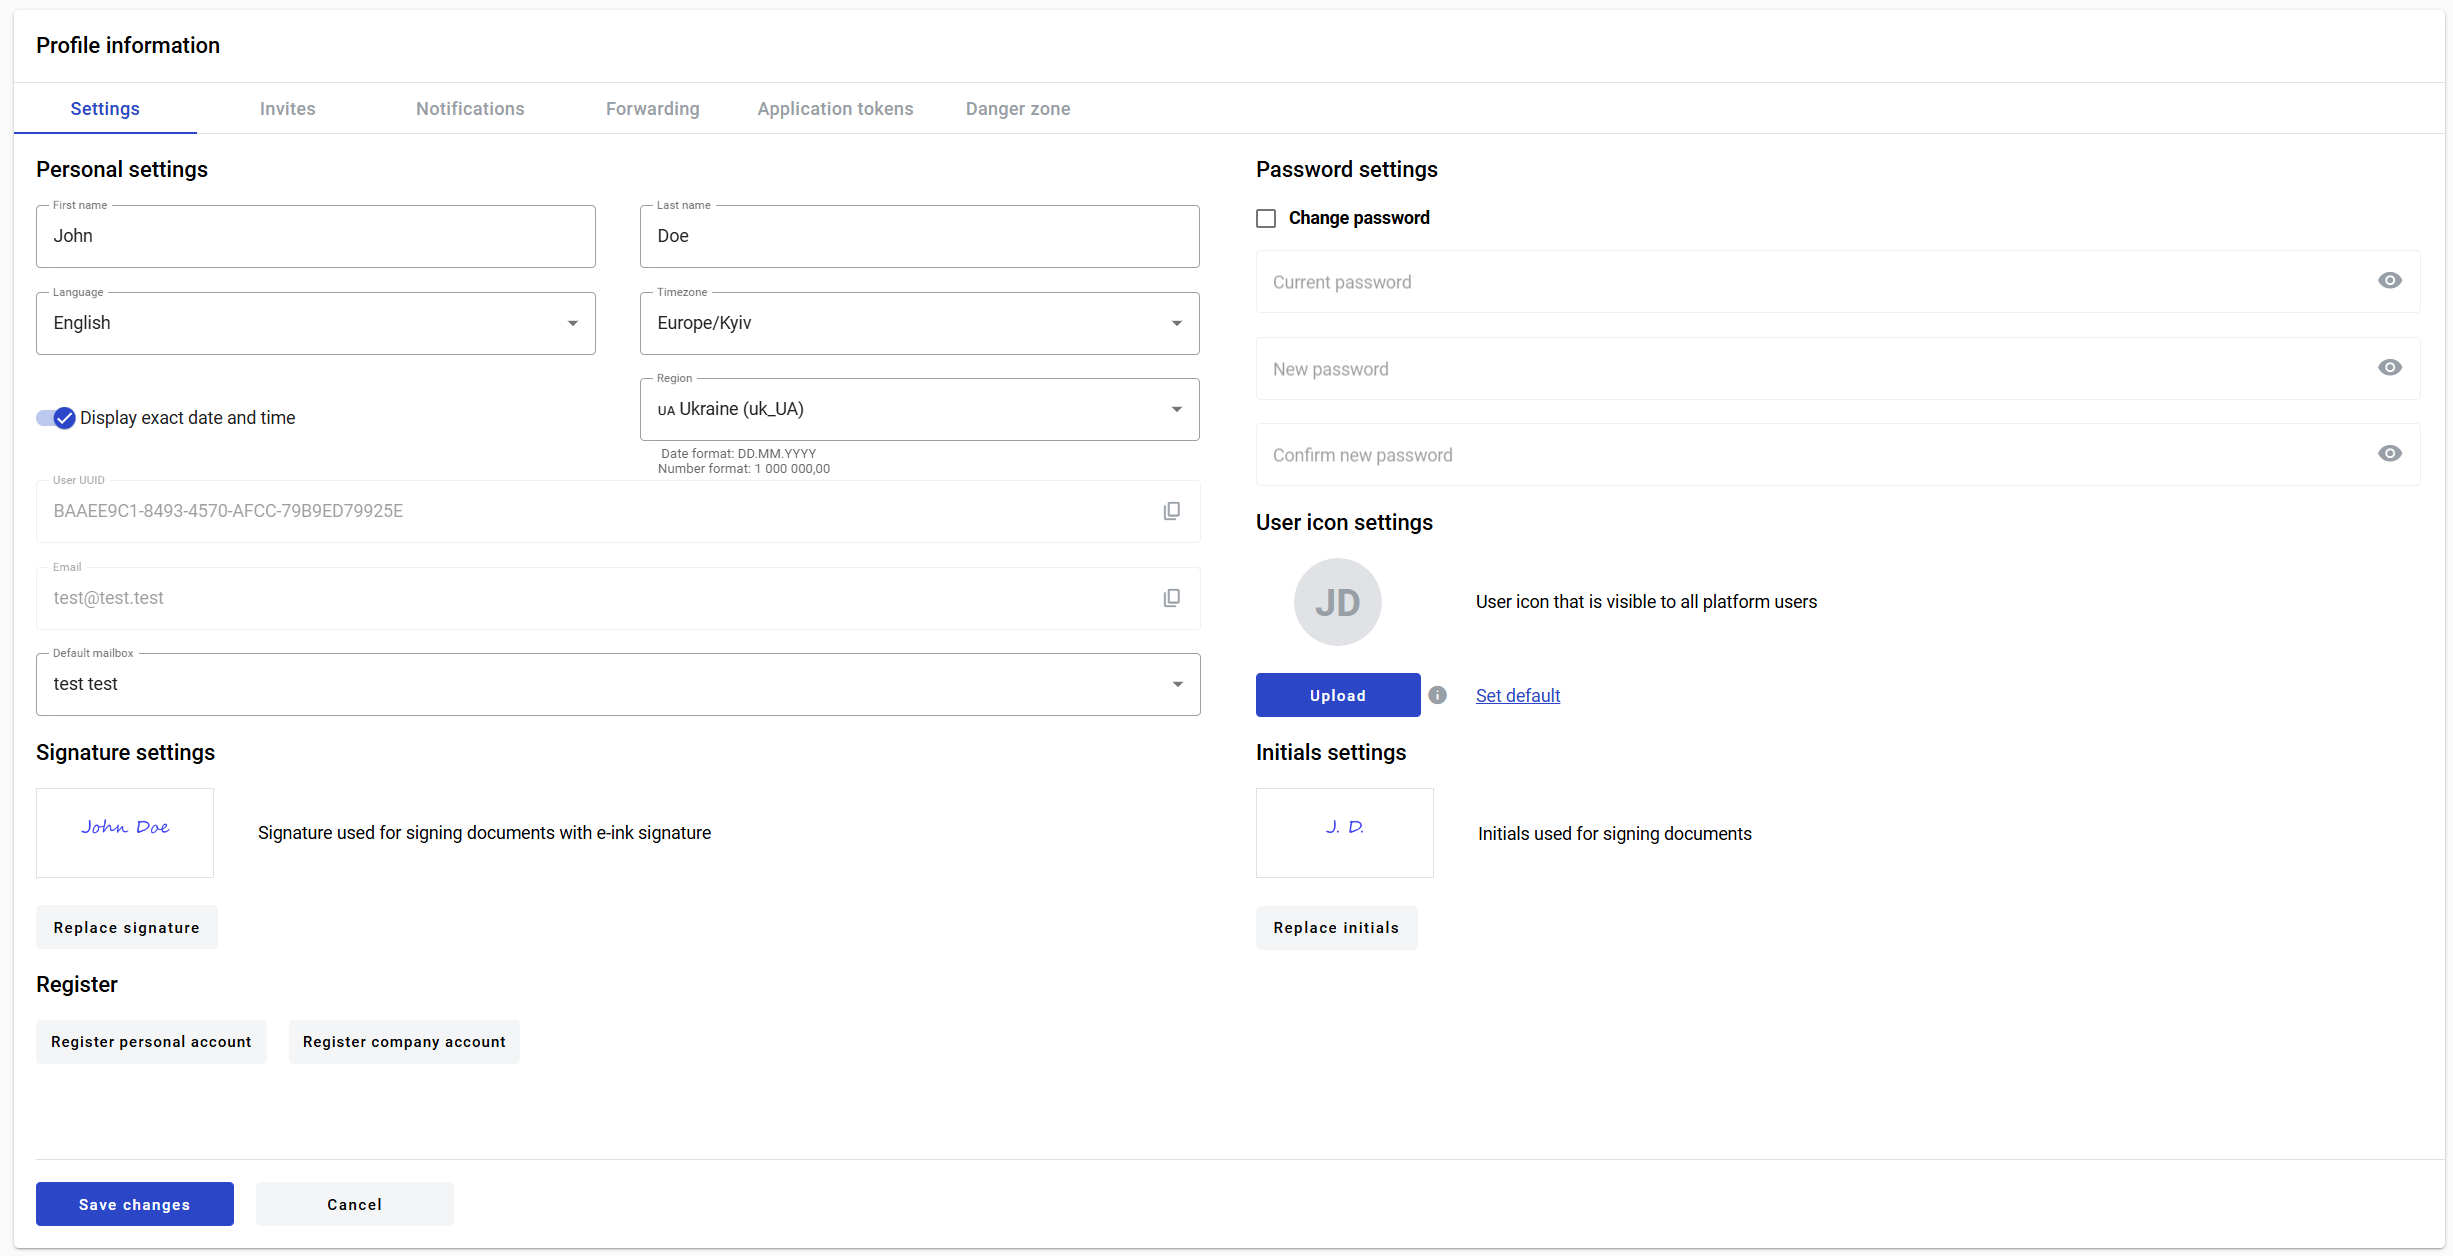 Profile information
Settings
Invites
Notifications
Forwarding
Application tokens
Danger zone
Personal settings
First name
John
Last name
Doe
Language
English
Timezone
Europe/Kyiv
Display exact date and time
Region
UA Ukraine (uk_UA)
Date format: DD.MM.YYYY
Number format: 1 000 000,00
User UUID
BAAEE9C1-8493-4570-AFCC-79B9ED79925E
Email
test@test.test
Default mailbox
test test
Password settings
Change password
Current password
New password
Confirm new password
User icon settings
JD
User icon that is visible to all platform users
Upload
Set default
Signature settings
John Doe
Signature used for signing documents with e-ink signature
Replace signature
Initials settings
J. D.
Initials used for signing documents
Replace initials
Register
Register personal account
Register company account
Save changes
Cancel